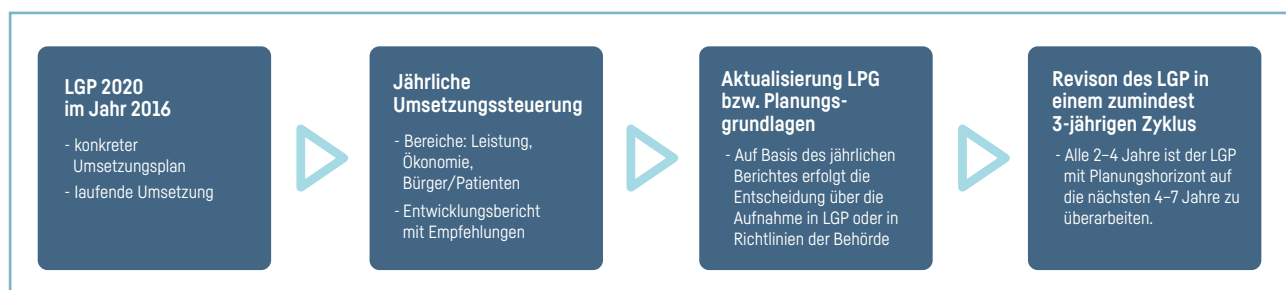 LGP 2020
im Jahr 2016
- konkreter
Umsetzungsplan
- laufende Umsetzung
Jährliche
Umsetzungssteuerung
- Bereiche: Leistung,
Ökonomie,
Bürger/Patienten
- Entwicklungsbericht
mit Empfehlungen
Aktualisierung LPG
bzw. Planungs-
grundlagen
- Auf Basis des jährlichen
Berichtes erfolgt die
Entscheidung über die
Aufnahme in LGP oder in
Richtlinien der Behörde
Revison des LGP in
einem zumindest
3-jährigen Zyklus
- Alle 2–4 Jahre ist der LGP
mit Planungshorizont auf
die nächsten 4–7 Jahre zu
überarbeiten.